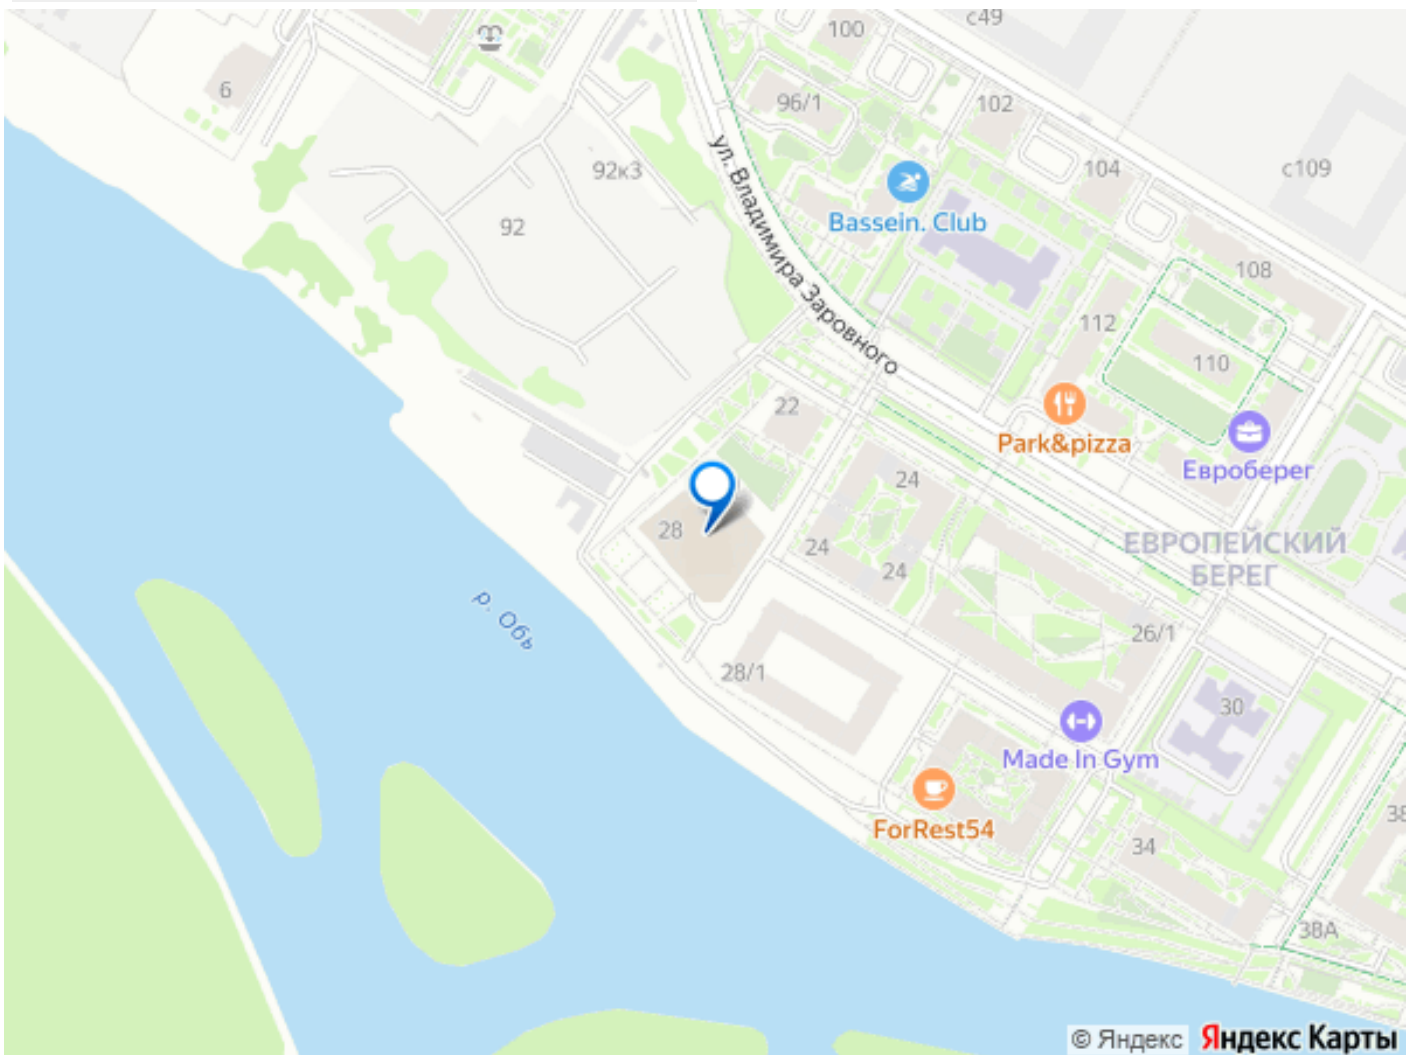 с49
100
6
96/1
102
ул. Владимира Заровного
92к3
104
с109
Bassein. Club
92
108
112
110
22
Park&pizza
Евроберег
24
28
24
24
ЕВРОПЕЙСКИЙ
БЕРЕГ
р. Обь
26/1
28/1
30
Made In Gym
ForRest54
38
34
38А
© Яндекс Яндекс Карты